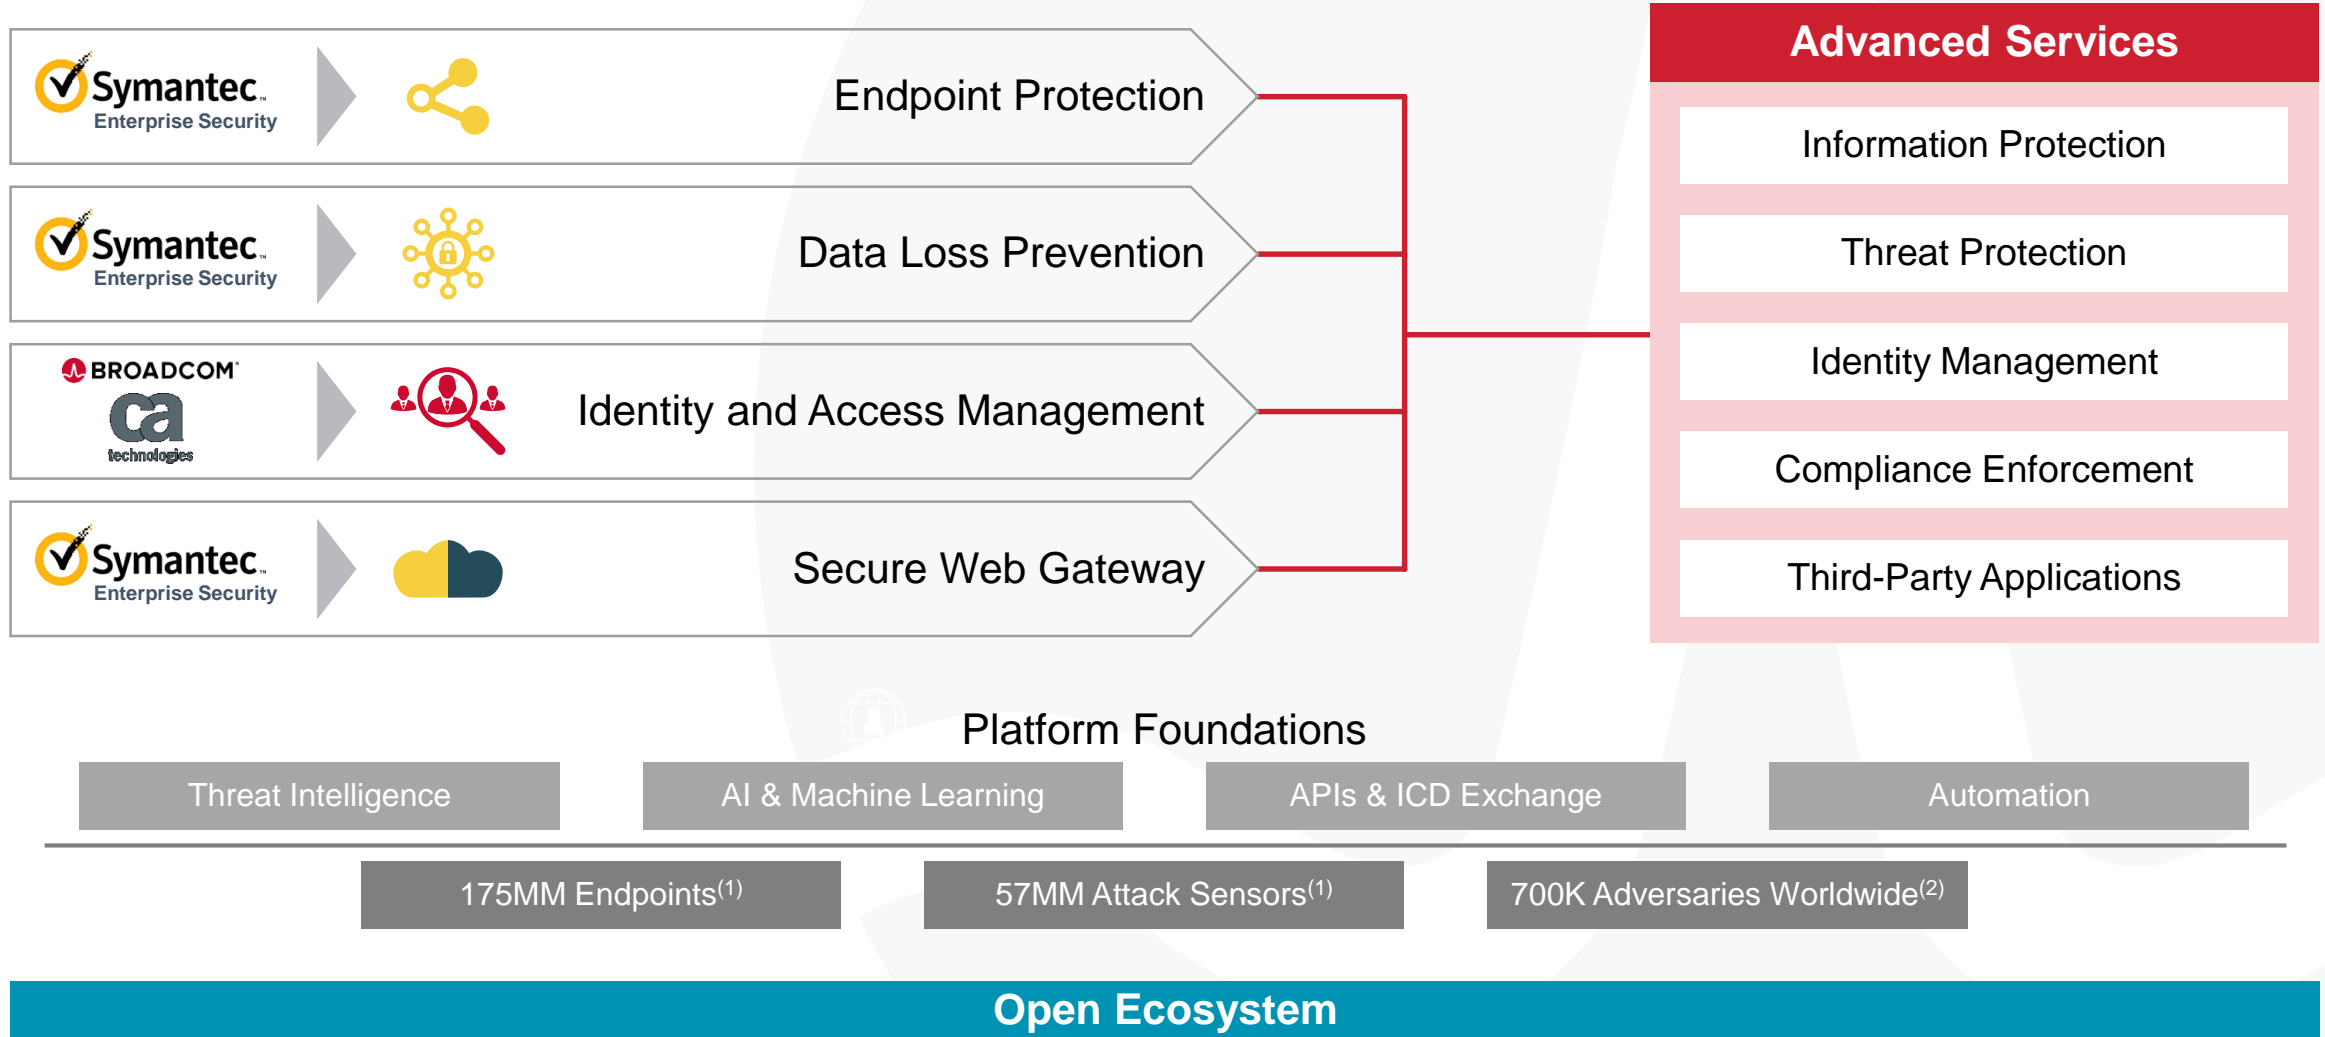 Symantec™
Enterprise Security
Endpoint Protection
Symantec™
Enterprise Security
Data Loss Prevention
BROADCOM®
ca
technologies
Identity and Access Management
Symantec™
Enterprise Security
Secure Web Gateway
Advanced Services
Information Protection
Threat Protection
Identity Management
Compliance Enforcement
Third-Party Applications
Platform Foundations
Threat Intelligence
AI & Machine Learning
APIs & ICD Exchange
Automation
175MM Endpoints(1)
57MM Attack Sensors(1)
700K Adversaries Worldwide(2)
Open Ecosystem